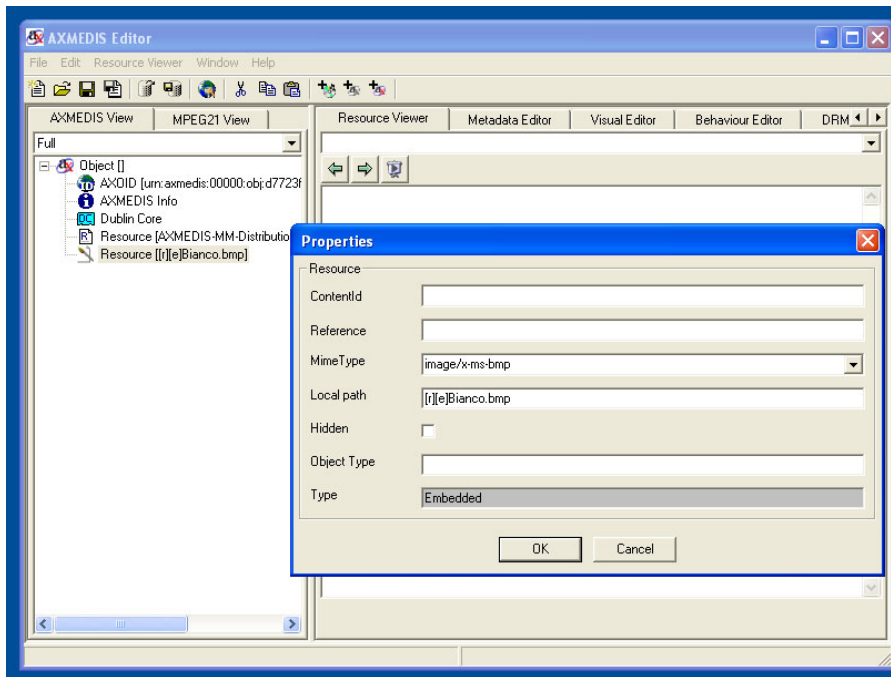 AXMEDIS Editor
File Edit Resource Viewer Window Help
AXMEDIS View MPEG21 View
Full
Object []
AXOID [urn:axmedis:00000:obj:d7723f
AXMEDIS Info
Dublin Core
Resource [AXMEDIS-MM-Distributio
Resource [[r][e]Bianco.bmp]
Resource Viewer Metadata Editor Visual Editor Behaviour Editor DRM
Properties
Resource
ContentId
Reference
MimeType image/x-ms-bmp
Local path [r][e]Bianco.bmp
Hidden
Object Type
Type Embedded
OK Cancel